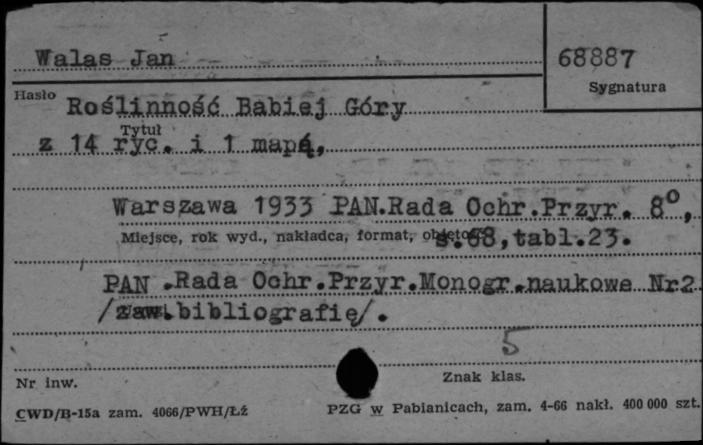 Walas Jan
68887
Sygnatura
Hasło
Roślinność Babiej Góry
Tytuł
z 14 ryc. i 1 mapą,
Warszawa 1933 PAN.Rada Ochr.Przyr. 8°,
Miejsce, rok wyd., nakładca, format, objętość
s.68,tabl.23.
PAN .Rada Ochr.Przyr.Monogr.naukowe Nr2
/zaw.bibliografię/.
5
Nr inw.
Znak klas.
CWD/B-15a zam. 4066/PWH/Łź
PZG w Pabianicach, zam. 4-66 nakł. 400 000 szt.